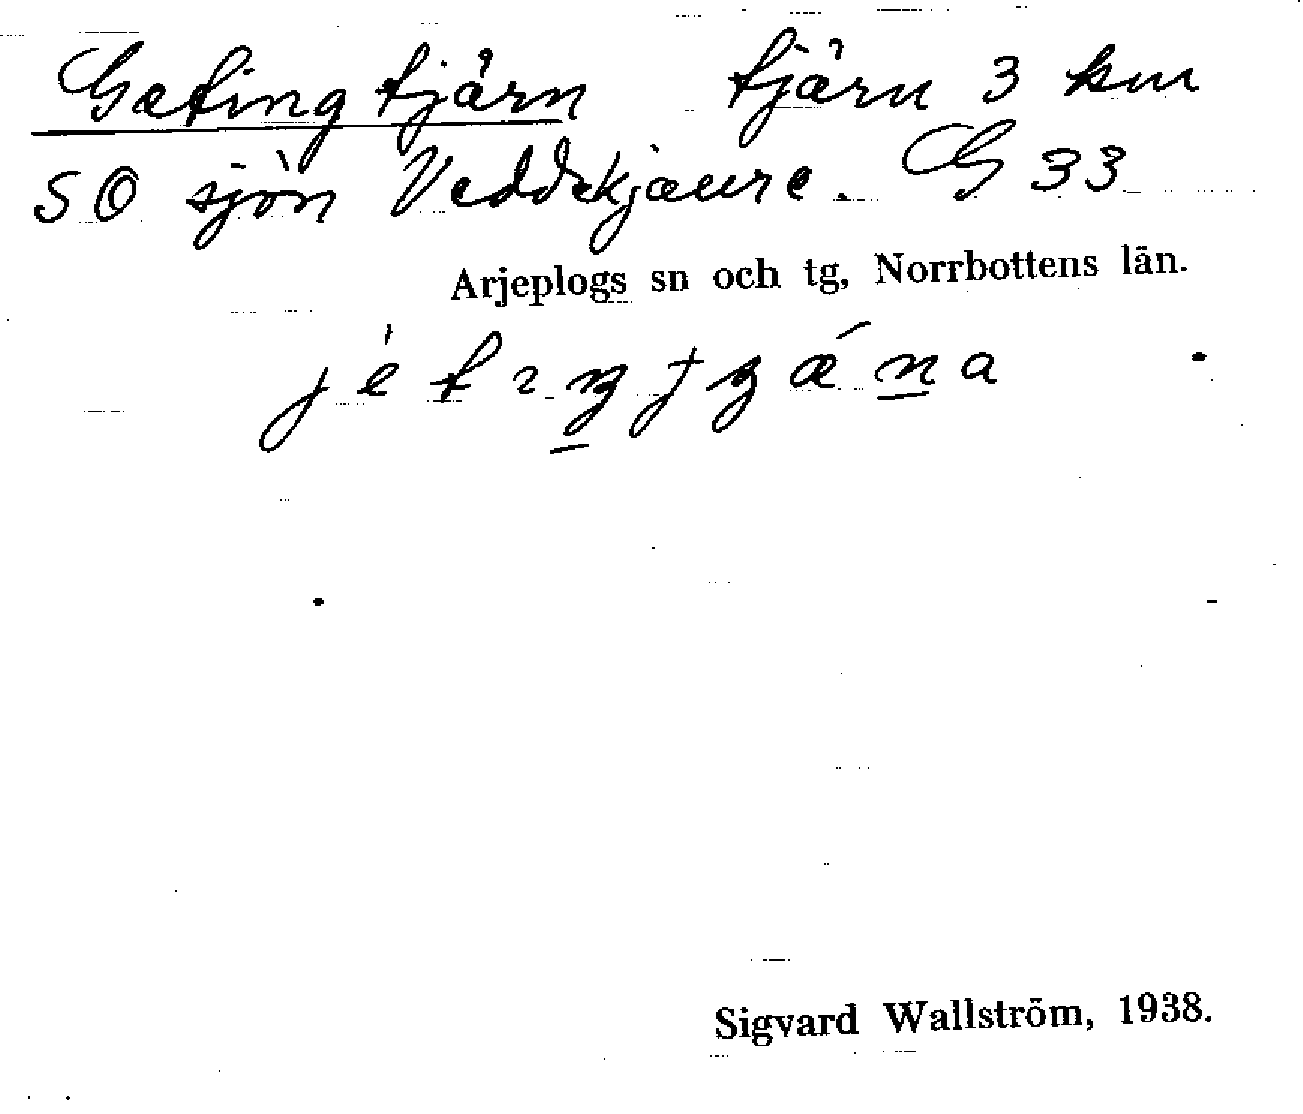 Getingtjärn tjärn 3 km
SO sjön Veddekjaure. G 33
Arjeplogs sn och tg, Norrbottens län.
Sigvard Wallström, 1938.